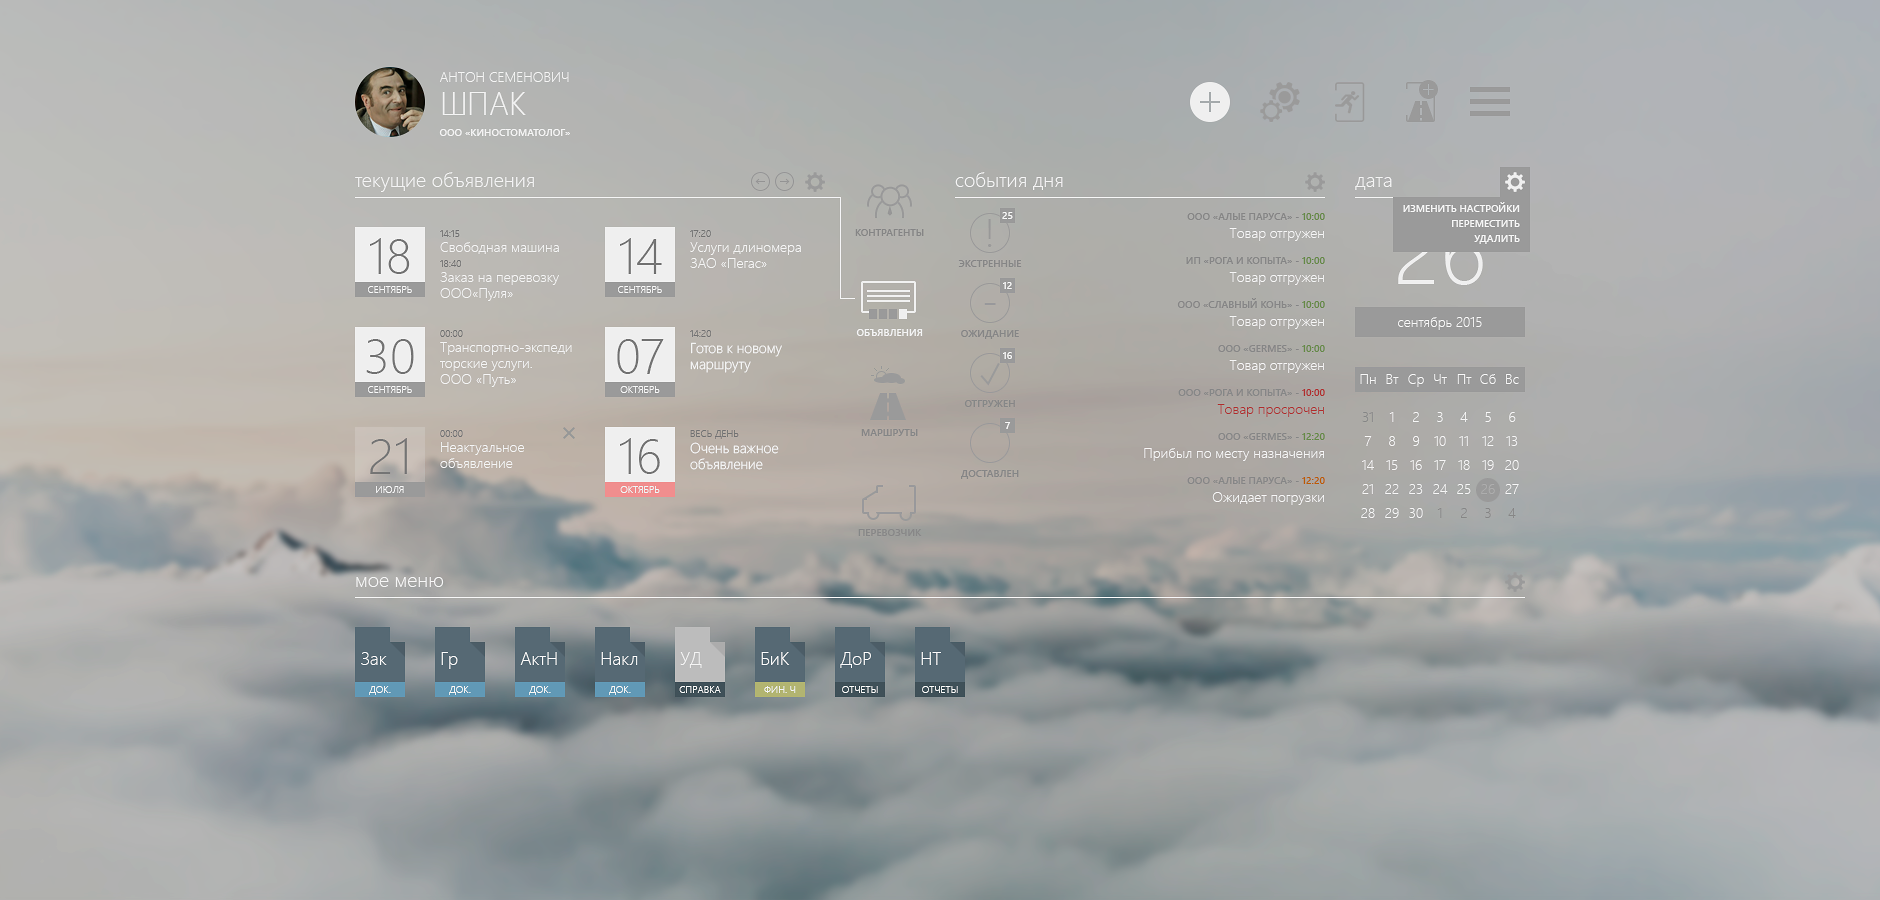 АНТОН СЕМЕНОВИЧ
ШПАК
ООО «КИНОСТОМАТОЛОГ»
текущие объявления
18
СЕНТЯБРЬ
14:15
Свободная машина
18:40
Заказ на перевозку
ООО«Пуля»
14
СЕНТЯБРЬ
17:20
Услуги длиномера
ЗАО «Пегас»
30
СЕНТЯБРЬ
00:00
Транспортно-экспеди
торские услуги.
ООО «Путь»
07
ОКТЯБРЬ
14:20
Готов к новому
маршруту
21
ИЮЛЯ
00:00
Неактуальное
объявление
16
ОКТЯБРЬ
ВЕСЬ ДЕНЬ
Очень важное
объявление
КОНТРАГЕНТЫ
ОБЪЯВЛЕНИЯ
МАРШРУТЫ
ПЕРЕВОЗЧИК
события дня
25
ЭКСТРЕННЫЕ
12
ОЖИДАНИЕ
16
ОТГРУЖЕН
7
ДОСТАВЛЕН
ООО «АЛЫЕ ПАРУСА» - 10:00
Товар отгружен
ИП «РОГА И КОПЫТА» - 10:00
Товар отгружен
ООО «СЛАВНЫЙ КОНЬ» - 10:00
Товар отгружен
ООО «GERMES» - 10:00
Товар отгружен
ООО «РОГА И КОПЫТА» - 10:00
Товар просрочен
ООО «GERMES» - 12:20
Прибыл по месту назначения
ООО «АЛЫЕ ПАРУСА» - 12:20
Ожидает погрузки
дата
ИЗМЕНИТЬ НАСТРОЙКИ
ПЕРЕМЕСТИТЬ
УДАЛИТЬ
26
сентябрь 2015
Пн Вт Ср Чт Пт Сб Вс
31 1 2 3 4 5 6
7 8 9 10 11 12 13
14 15 16 17 18 19 20
21 22 23 24 25 26 27
28 29 30 1 2 3 4
мое меню
Зак
ДОК.
Гр
ДОК.
АктН
ДОК.
Накл
ДОК.
УД
СПРАВКА
БиК
ФИН. Ч
ДоР
ОТЧЕТЫ
НТ
ОТЧЕТЫ